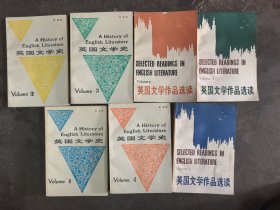 A History of
English Literature
英国文学史
Volume 2
A History of
English Literature
英国文学史
Volume 3
SELECTED READINGS IN
ENGLISH LITERATURE
英国文学作品选读
SELECTED READINGS IN
ENGLISH LITERATURE
英国文学作品选读
A History of
English Literature
英国文学史
Volume 1
A History of
English Literature
英国文学史
Volume 4
SELECTED READINGS IN
ENGLISH LITERATURE
英国文学作品选读